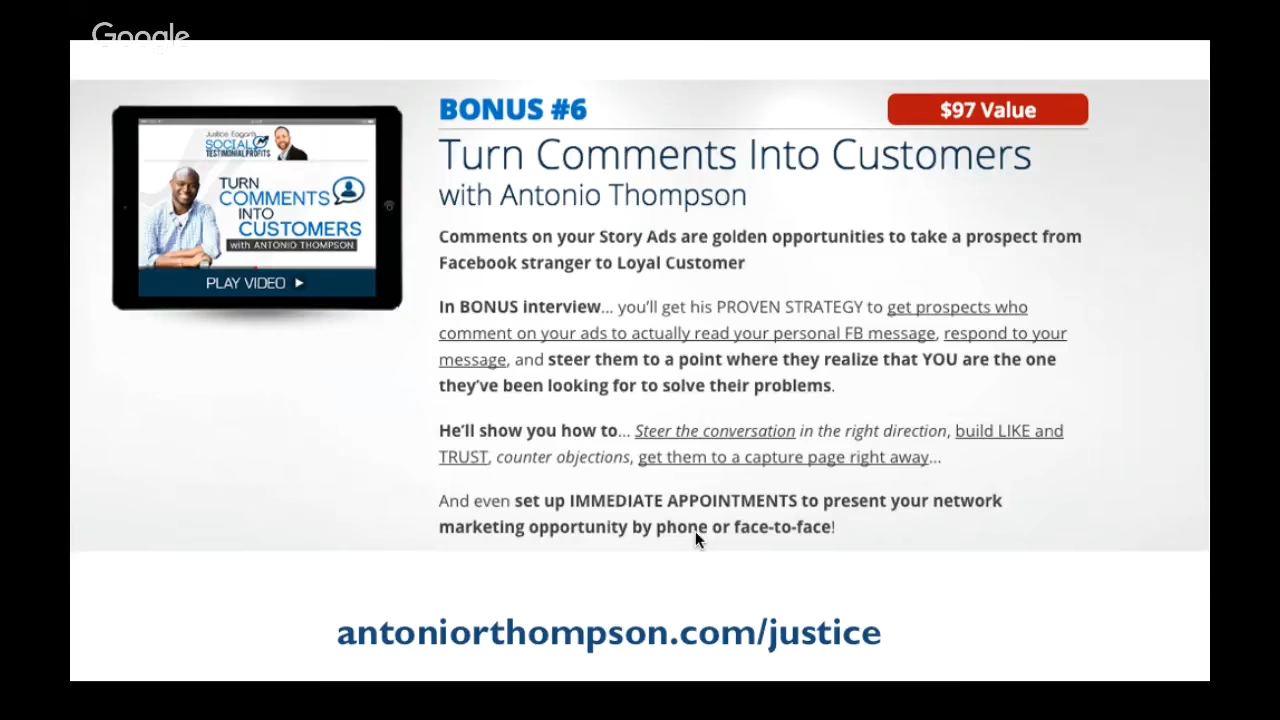 Google
BONUS #6
$97 Value
Turn Comments Into Customers
with Antonio Thompson
Justice Eagan's
SOCIAL
TESTIMONIAL PROFITS
TURN
COMMENTS
INTO
CUSTOMERS
with ANTONIO THOMPSON
PLAY VIDEO
Comments on your Story Ads are golden opportunities to take a prospect from
Facebook stranger to Loyal Customer
In BONUS interview... you'll get his PROVEN STRATEGY to get prospects who
comment on your ads to actually read your personal FB message, respond to your
message, and steer them to a point where they realize that YOU are the one
they've been looking for to solve their problems.
He'll show you how to... Steer the conversation in the right direction, build LIKE and
TRUST, counter objections, get them to a capture page right away...
And even set up IMMEDIATE APPOINTMENTS to present your network
marketing opportunity by phone or face-to-face!
antoniorthompson.com/justice